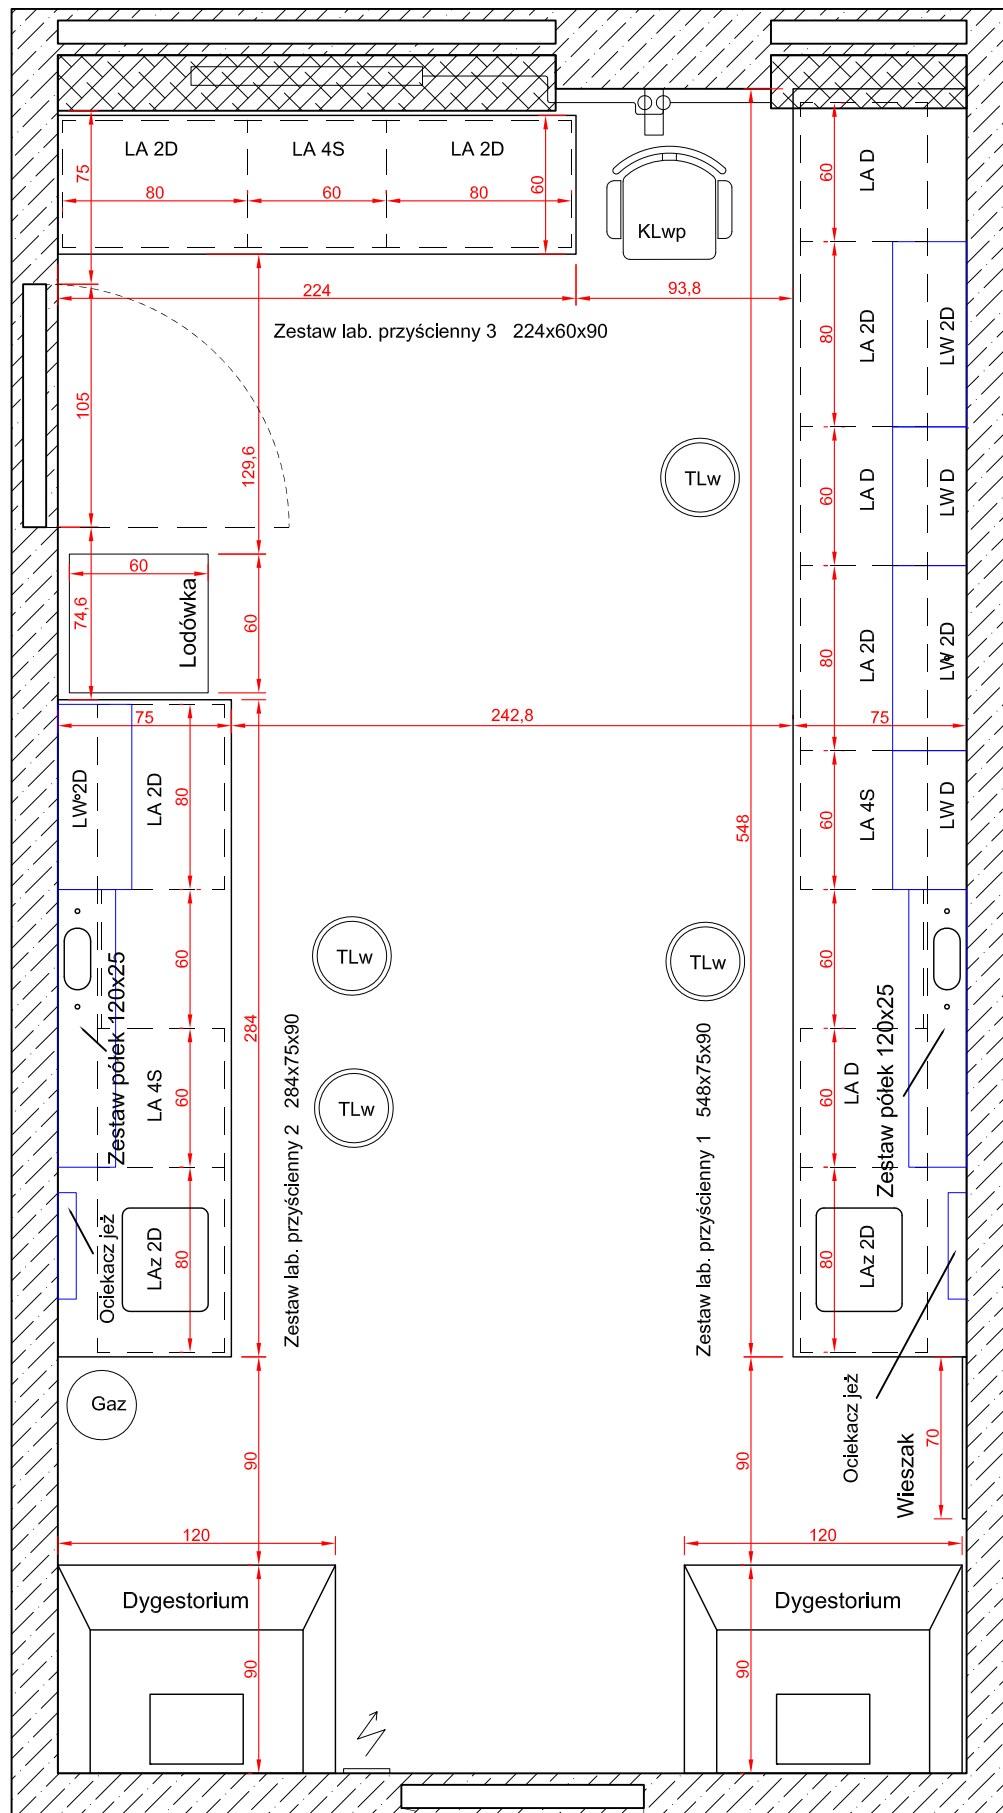 LA 2D
LA 4S
LA 2D
80
60
80
60
75
224
93,8
KLwp
Zestaw lab. przyścienny 3 224x60x90
105
129,6
74,6
60
Lodówka
60
TLw
60
LA D
80
LA 2D
LW 2D
60
LA D
LW D
80
LA 2D
LW 2D
60
LA 4S
LW D
75
242,8
75
548
LW 2D
LA 2D
80
60
Zestaw półek 120x25
284
LA 4S
60
Ociekacz jeż
LAz 2D
80
Zestaw lab. przyścienny 2 284x75x90
TLw
TLw
TLw
Zestaw lab. przyścienny 1 548x75x90
60
60
LA D
Zestaw półek 120x25
80
LAz 2D
Ociekacz jeż
Wieszak
70
Gaz
90
90
120
120
Dygestorium
Dygestorium
90
90